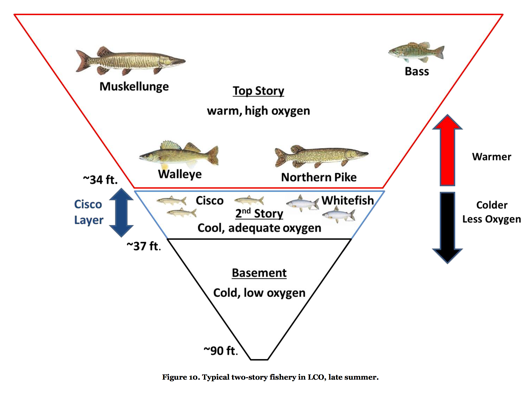 Muskellunge
Bass
Top Story
warm, high oxygen
Walleye
Northern Pike
Warmer
~34 ft.
Cisco
Layer
Cisco
Whitefish
2nd Story
Cool, adequate oxygen
Colder
Less Oxygen
~37 ft.
Basement
Cold, low oxygen
~90 ft.
Figure 10. Typical two-story fishery in LCO, late summer.